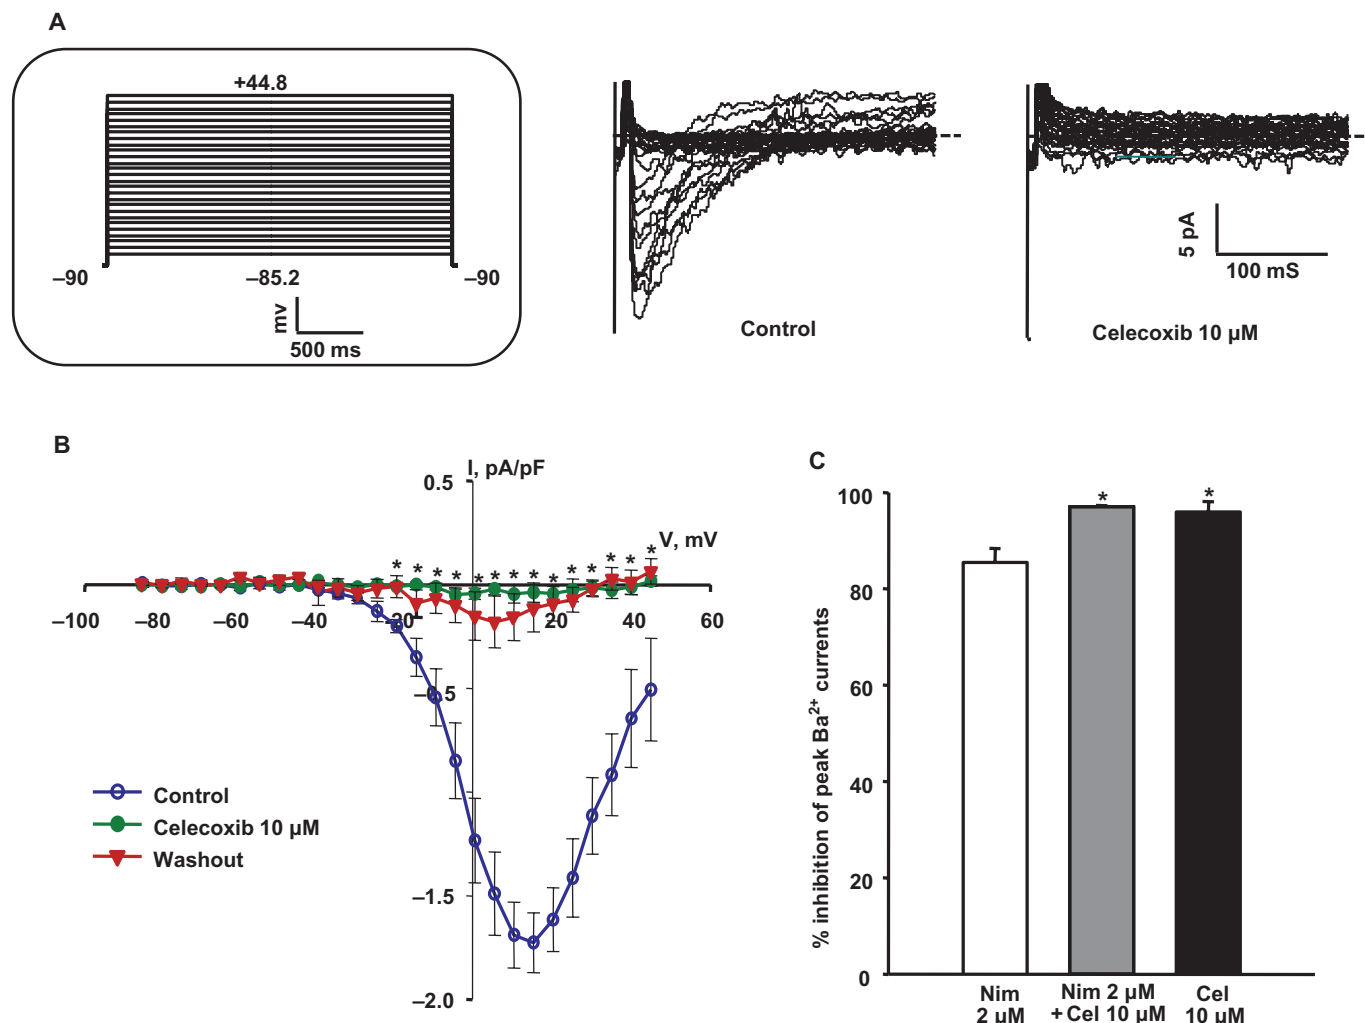 A
+44.8
–90
–85.2
–90
mv
500 ms
Control
5 pA
100 mS
Celecoxib 10 μM
B
I, pA/pF
0.5
V, mV
* * * * * * * * * * * * * *
–100
–80
–60
–40
–20
20
40
60
–0.5
–1.5
–2.0
Control
Celecoxib 10 μM
Washout
C
% inhibition of peak Ba²⁺ currents
100
80
60
40
20
0
*
*
Nim
2 μM
Nim 2 μM
+ Cel 10 μM
Cel
10 μM